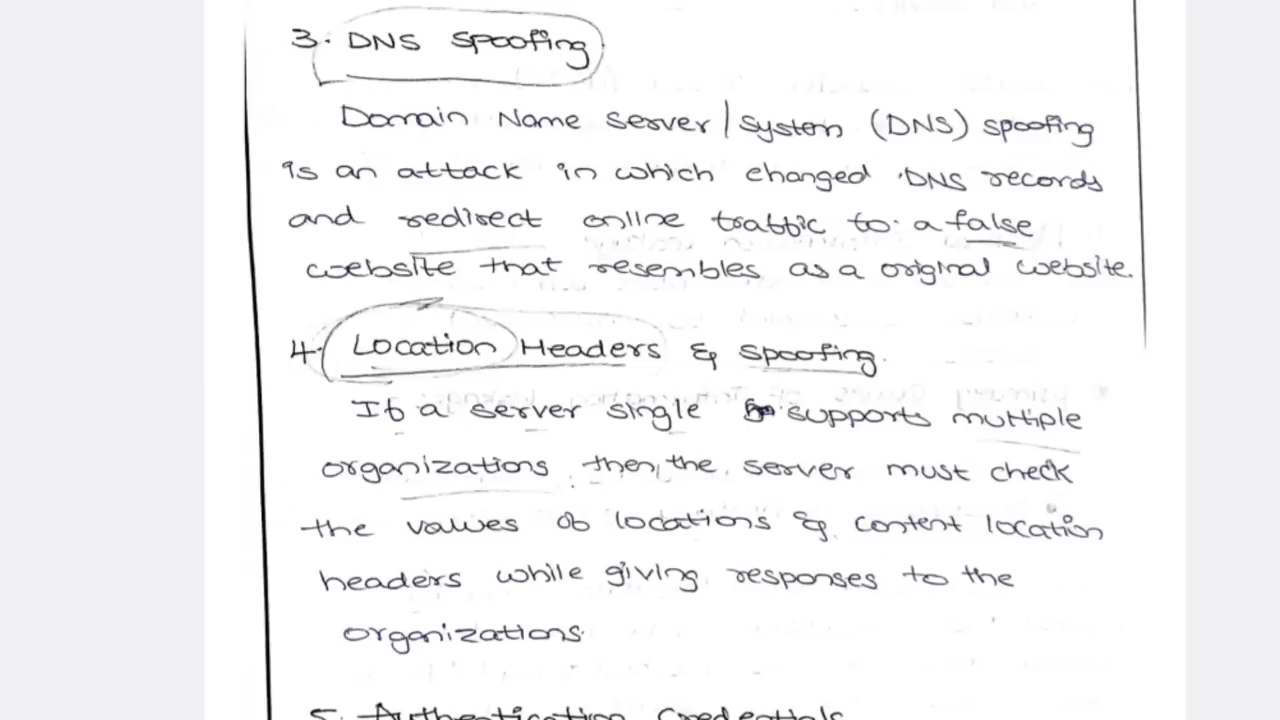 3. DNS Spoofing
Domain Name server/system (DNS) spoofing
is an attack in which changed DNS records
and redirect online traffic to a false
website that resembles as a original website.
4. Location Headers & spoofing.
If a server single supports multiple
organizations then, the server must check
the values of locations & content location
headers while giving responses to the
organizations.
5. Authentication Credentials